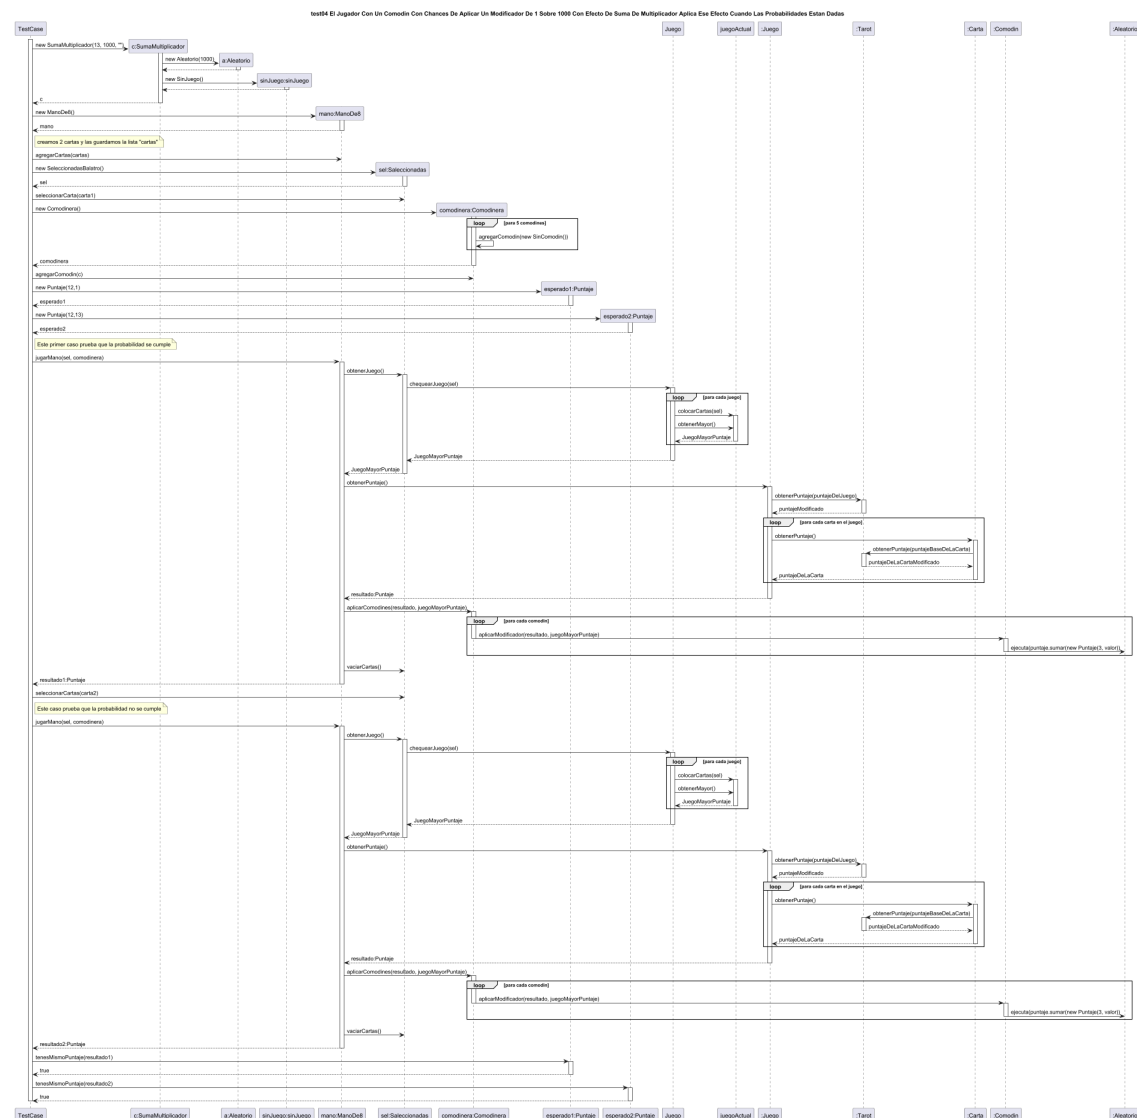 test04 El Jugador Con Un Comodin Con Chances De Aplicar Un Modificador De 1 Sobre 1000 Con Efecto De Suma De Multiplicador Aplica Ese Efecto Cuando Las Probabilidades Estan Dadas
TestCase
Juego
juegoActual
:Juego
:Tarot
:Carta
:Comodin
:Aleatorio
new SumaMultiplicador(13, 1000, "")
c:SumaMultiplicador
new Aleatorio(1000)
a:Aleatorio
new SinJuego()
sinJuego:sinJuego
c
new ManoDe8()
mano:ManoDe8
mano
creamos 2 cartas y las guardamos la lista "cartas"
agregarCartas(cartas)
new SeleccionadasBalatro()
sel:Saleccionadas
sel
seleccionarCarta(carta1)
new Comodinera()
comodinera:Comodinera
loop [para 5 comodines]
agregarComodin(new SinComodin())
comodinera
agregarComodin(c)
new Puntaje(12,1)
esperado1:Puntaje
esperado1
new Puntaje(12,13)
esperado2:Puntaje
esperado2
Este primer caso prueba que la probabilidad se cumple
jugarMano(sel, comodinera)
obtenerJuego()
chequearJuego(sel)
loop [para cada juego]
colocarCartas(sel)
obtenerMayor()
JuegoMayorPuntaje
JuegoMayorPuntaje
JuegoMayorPuntaje
obtenerPuntaje()
obtenerPuntaje(puntajeDelJuego)
puntajeModificado
loop [para cada carta en el juego]
obtenerPuntaje()
obtenerPuntaje(puntajeBaseDeLaCarta)
puntajeDeLaCartaModificado
puntajeDeLaCarta
resultado:Puntaje
aplicarComodines(resultado, juegoMayorPuntaje)
loop [para cada comodin]
aplicarModificador(resultado, juegoMayorPuntaje)
ejecuta(puntaje.sumar(new Puntaje(3, valor))
vaciarCartas()
resultado1:Puntaje
seleccionarCartas(carta2)
Este caso prueba que la probabilidad no se cumple
jugarMano(sel, comodinera)
obtenerJuego()
chequearJuego(sel)
loop [para cada juego]
colocarCartas(sel)
obtenerMayor()
JuegoMayorPuntaje
JuegoMayorPuntaje
JuegoMayorPuntaje
obtenerPuntaje()
obtenerPuntaje(puntajeDelJuego)
puntajeModificado
loop [para cada carta en el juego]
obtenerPuntaje()
obtenerPuntaje(puntajeBaseDeLaCarta)
puntajeDeLaCartaModificado
puntajeDeLaCarta
resultado:Puntaje
aplicarComodines(resultado, juegoMayorPuntaje)
loop [para cada comodin]
aplicarModificador(resultado, juegoMayorPuntaje)
ejecuta(puntaje.sumar(new Puntaje(3, valor))
vaciarCartas()
resultado2:Puntaje
tenesMismoPuntaje(resultado1)
true
tenesMismoPuntaje(resultado2)
true
TestCase
c:SumaMultiplicador
a:Aleatorio
sinJuego:sinJuego
mano:ManoDe8
sel:Saleccionadas
comodinera:Comodinera
esperado1:Puntaje
esperado2:Puntaje
Juego
juegoActual
:Juego
:Tarot
:Carta
:Comodin
:Aleatorio